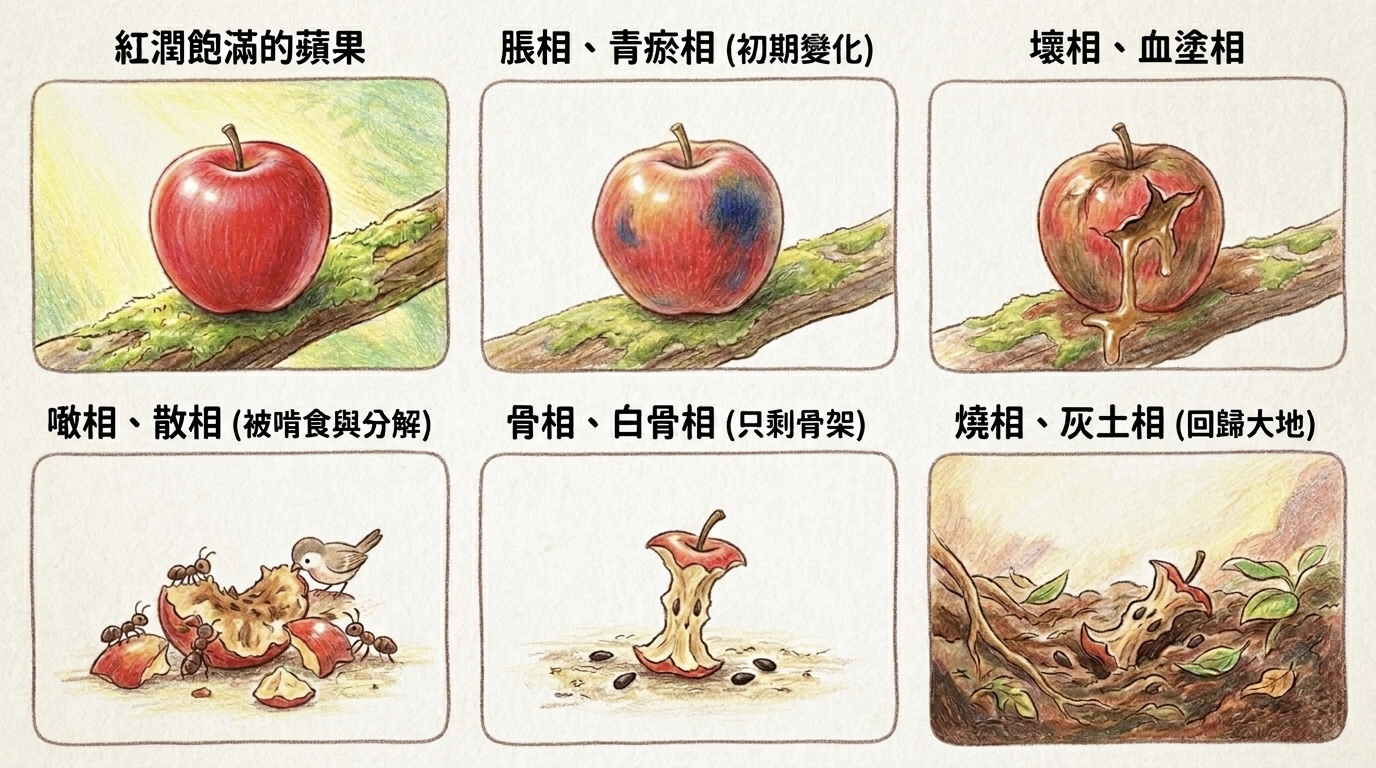 紅潤飽滿的蘋果
脹相、青瘀相 (初期變化)
壞相、血塗相
噉相、散相 (被啃食與分解)
骨相、白骨相 (只剩骨架)
燒相、灰土相 (回歸大地)